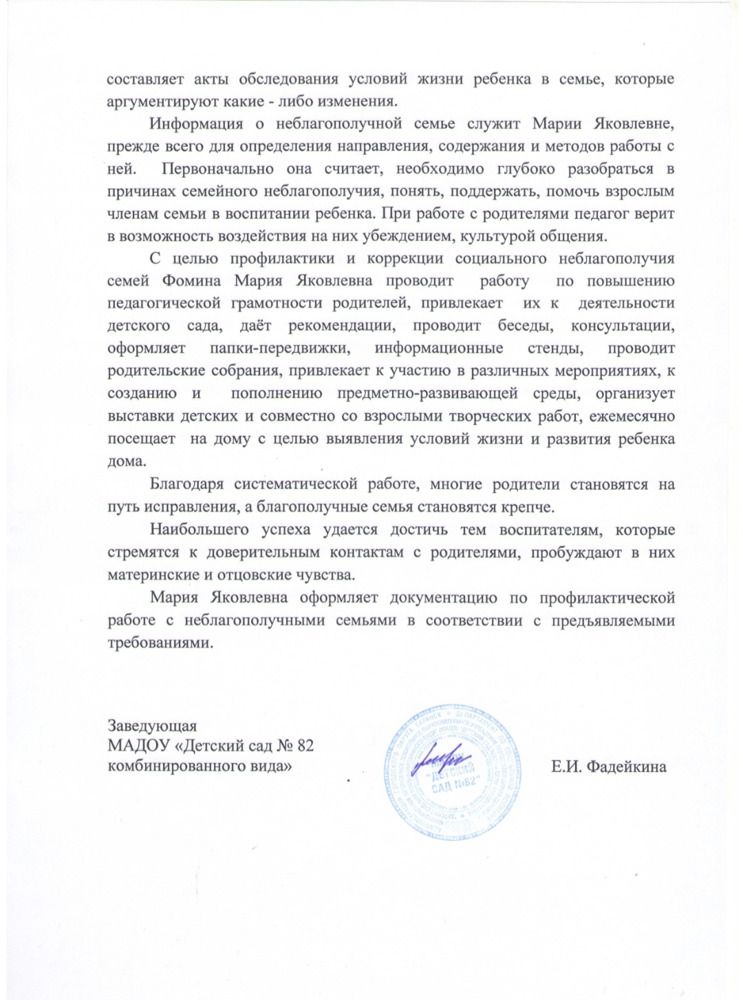 составляет акты обследования условий жизни ребенка в семье, которые
аргументируют какие - либо изменения.
Информация о неблагополучной семье служит Марии Яковлевне,
прежде всего для определения направления, содержания и методов работы с
ней. Первоначально она считает, необходимо глубоко разобраться в
причинах семейного неблагополучия, понять, поддержать, помочь взрослым
членам семьи в воспитании ребенка. При работе с родителями педагог верит
в возможность воздействия на них убеждением, культурой общения.
С целью профилактики и коррекции социального неблагополучия
семей Фомина Мария Яковлевна проводит работу по повышению
педагогической грамотности родителей, привлекает их к деятельности
детского сада, даёт рекомендации, проводит беседы, консультации,
оформляет папки-передвижки, информационные стенды, проводит
родительские собрания, привлекает к участию в различных мероприятиях, к
созданию и пополнению предметно-развивающей среды, организует
выставки детских и совместно со взрослыми творческих работ, ежемесячно
посещает на дому с целью выявления условий жизни и развития ребенка
дома.
Благодаря систематической работе, многие родители становятся на
путь исправления, а благополучные семья становятся крепче.
Наибольшего успеха удается достичь тем воспитателям, которые
стремятся к доверительным контактам с родителями, пробуждают в них
материнские и отцовские чувства.
Мария Яковлевна оформляет документацию по профилактической
работе с неблагополучными семьями в соответствии с предъявляемыми
требованиями.
Заведующая
МАДОУ «Детский сад № 82
комбинированного вида»
Е.И. Фадейкина
"ДЕТСКИЙ
САД №82"